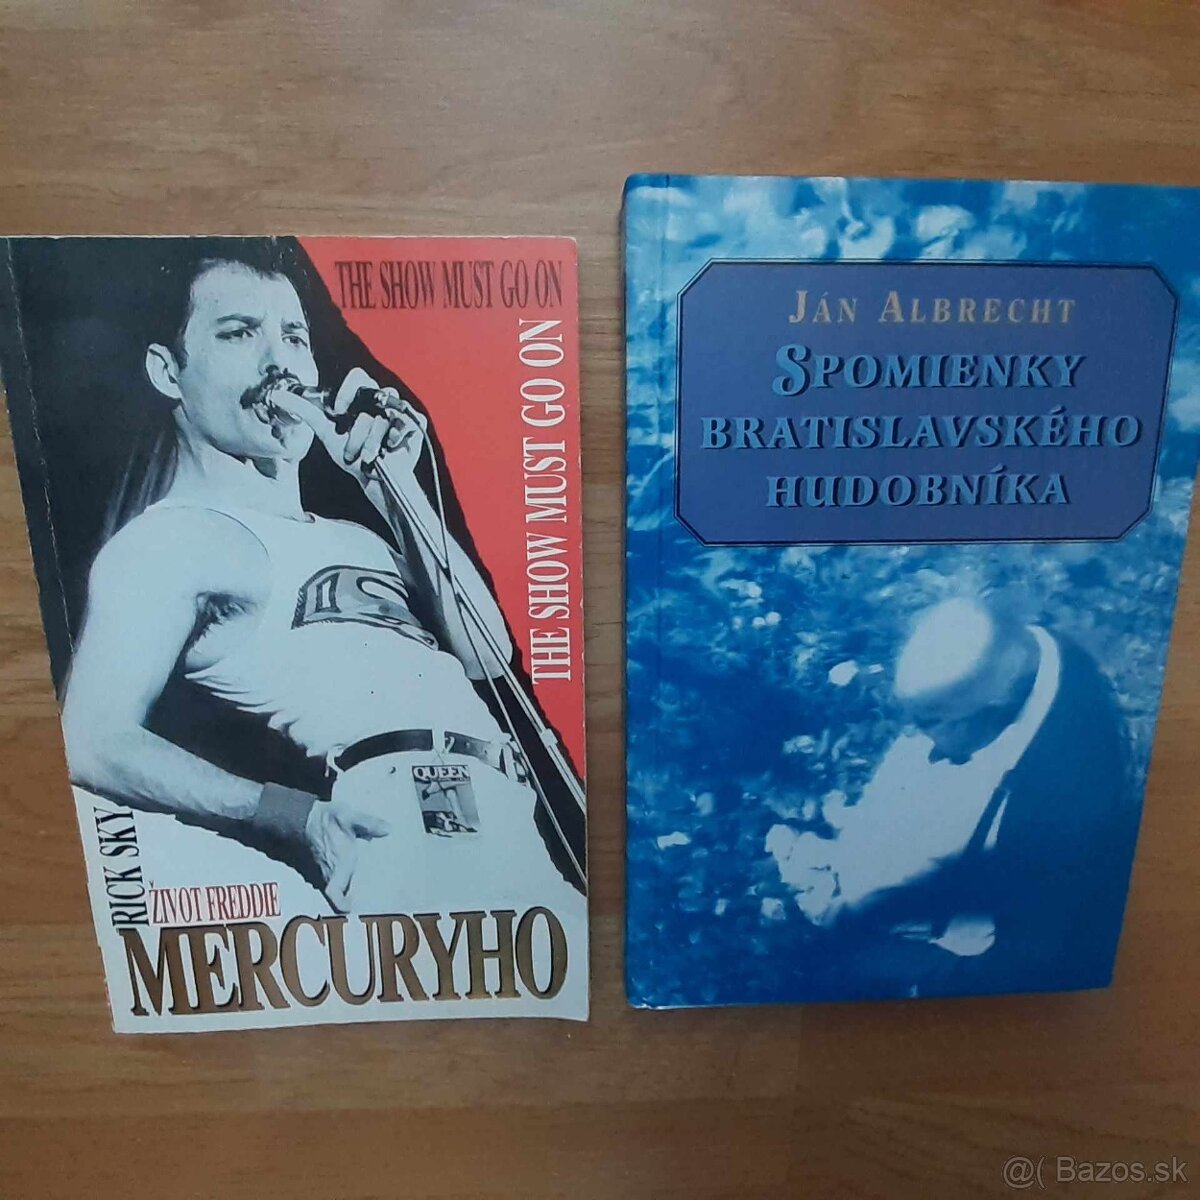 THE SHOW MUST GO ON
THE SHOW MUST GO ON
QUEEN
RICK SKY
ŽIVOT FREDDIE
MERCURYHO
JÁN ALBRECHT
SPOMIENKY
BRATISLAVSKÉHO
HUDOBNÍKA
@( Bazos.sk